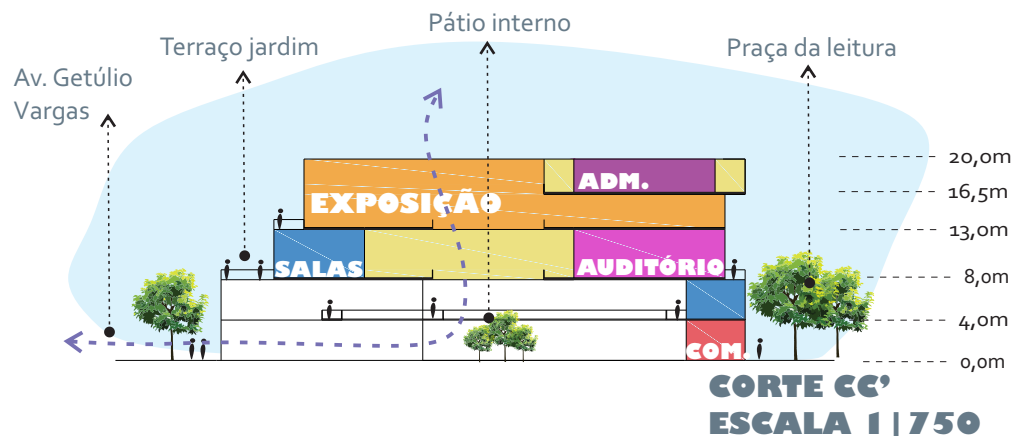 Pátio interno
Terraço jardim
Praça da leitura
Av. Getúlio
Vargas
20,0m
ADM.
16,5m
EXPOSIÇÃO
13,0m
SALAS
AUDITÓRIO
8,0m
4,0m
COM.
0,0m
CORTE CC’
ESCALA 1|750